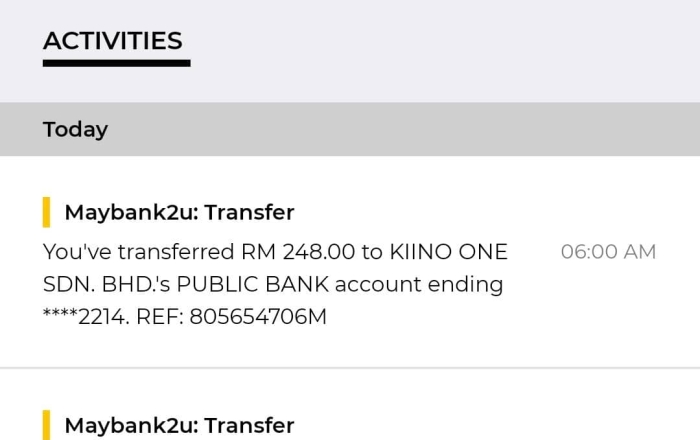 ACTIVITIES
Today
Maybank2u: Transfer
You've transferred RM 248.00 to KIINO ONE
06:00 AM
SDN. BHD.'s PUBLIC BANK account ending
****2214. REF: 805654706M
Maybank2u: Transfer